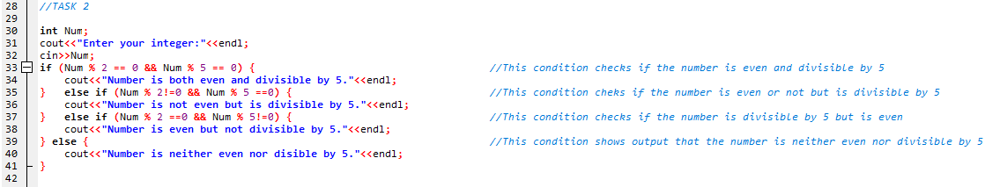 28 //TASK 2
29
30 int Num;
31 cout<<"Enter your integer:"<<endl;
32 cin>>Num;
33 if (Num % 2 == 0 && Num % 5 == 0) { //This condition checks if the number is even and divisible by 5
34 cout<<"Number is both even and divisible by 5."<<endl;
35 } else if (Num % 2!=0 && Num % 5 ==0) { //This condition cheks if the number is even or not but is divisible by 5
36 cout<<"Number is not even but is divisible by 5."<<endl;
37 } else if (Num % 2 ==0 && Num % 5!=0) { //This condition checks if the number is divisible by 5 but is even
38 cout<<"Number is even but not divisible by 5."<<endl;
39 } else { //This condition shows output that the number is neither even nor divisible by 5
40 cout<<"Number is neither even nor disible by 5."<<endl;
41 }
42